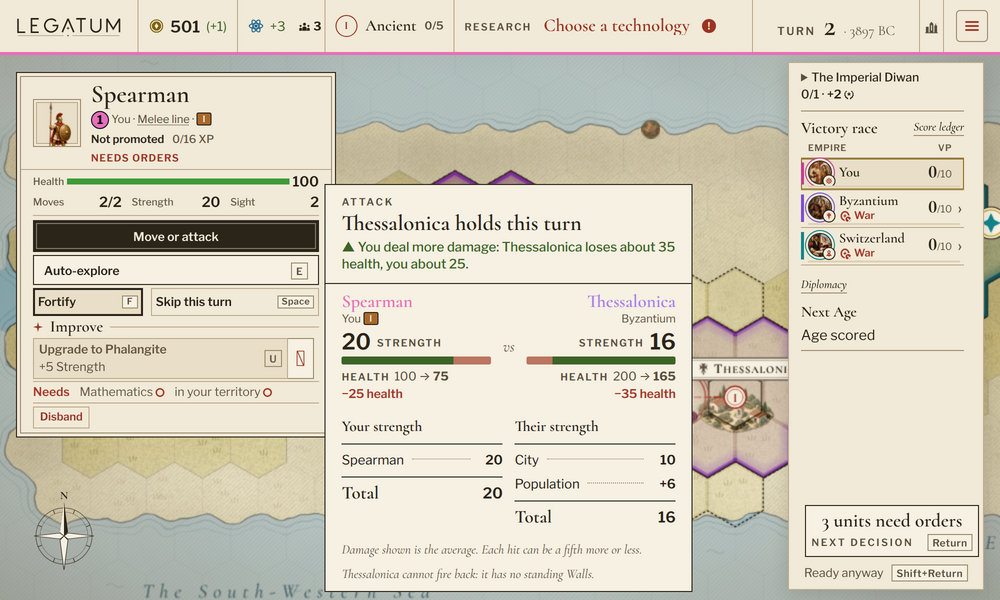 LEGATUM
501 (+1)
+3
3
I Ancient 0/5
RESEARCH Choose a technology !
TURN 2 · 3897 BC
Spearman
1 You · Melee line · I
Not promoted 0/16 XP
NEEDS ORDERS
Health 100
Moves 2/2 Strength 20 Sight 2
Move or attack
Auto-explore E
Fortify F
Skip this turn Space
Improve
Upgrade to Phalangite
+5 Strength
U
Needs Mathematics in your territory
Disband
ATTACK
Thessalonica holds this turn
▲ You deal more damage: Thessalonica loses about 35
health, you about 25.
Spearman
You I
20 STRENGTH
HEALTH 100 → 75
−25 health
vs
Thessalonica
Byzantium
STRENGTH 16
HEALTH 200 → 165
−35 health
Your strength
Spearman 20
Total 20
Their strength
City 10
Population +6
Total 16
Damage shown is the average. Each hit can be a fifth more or less.
Thessalonica cannot fire back: it has no standing Walls.
THESSALONI
I
▶ The Imperial Diwan
0/1 · +2
Victory race Score ledger
EMPIRE VP
You 0/10
Byzantium 0/10 ›
War
Switzerland 0/10 ›
War
Diplomacy
Next Age
Age scored
3 units need orders
NEXT DECISION Return
Ready anyway Shift+Return
N
The South-Western Sea
E